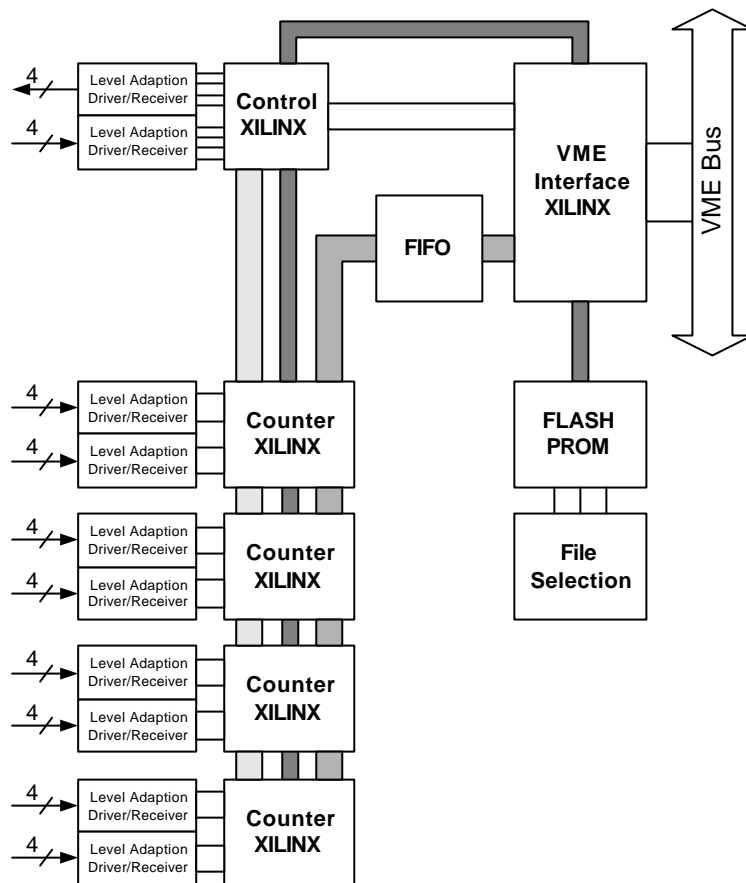 4
Level Adaption
Driver/Receiver
4
Level Adaption
Driver/Receiver
Control
XILINX
VME
Interface
XILINX
VME Bus
FIFO
4
Level Adaption
Driver/Receiver
4
Level Adaption
Driver/Receiver
Counter
XILINX
FLASH
PROM
4
Level Adaption
Driver/Receiver
4
Level Adaption
Driver/Receiver
Counter
XILINX
File
Selection
4
Level Adaption
Driver/Receiver
4
Level Adaption
Driver/Receiver
Counter
XILINX
4
Level Adaption
Driver/Receiver
4
Level Adaption
Driver/Receiver
Counter
XILINX